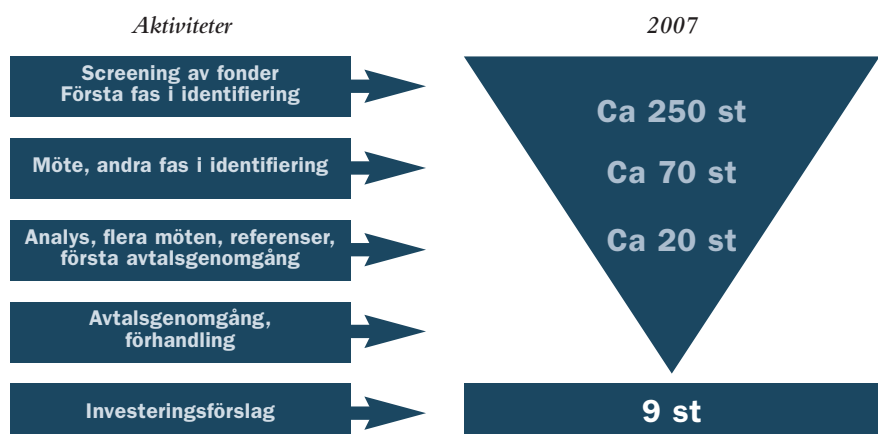 Aktiviteter
2007
Screening av fonder
Första fas i identifiering
Ca 250 st
Möte, andra fas i identifiering
Ca 70 st
Analys, flera möten, referenser,
första avtalsgenomgång
Ca 20 st
Avtalsgenomgång,
förhandling
Investeringsförslag
9 st